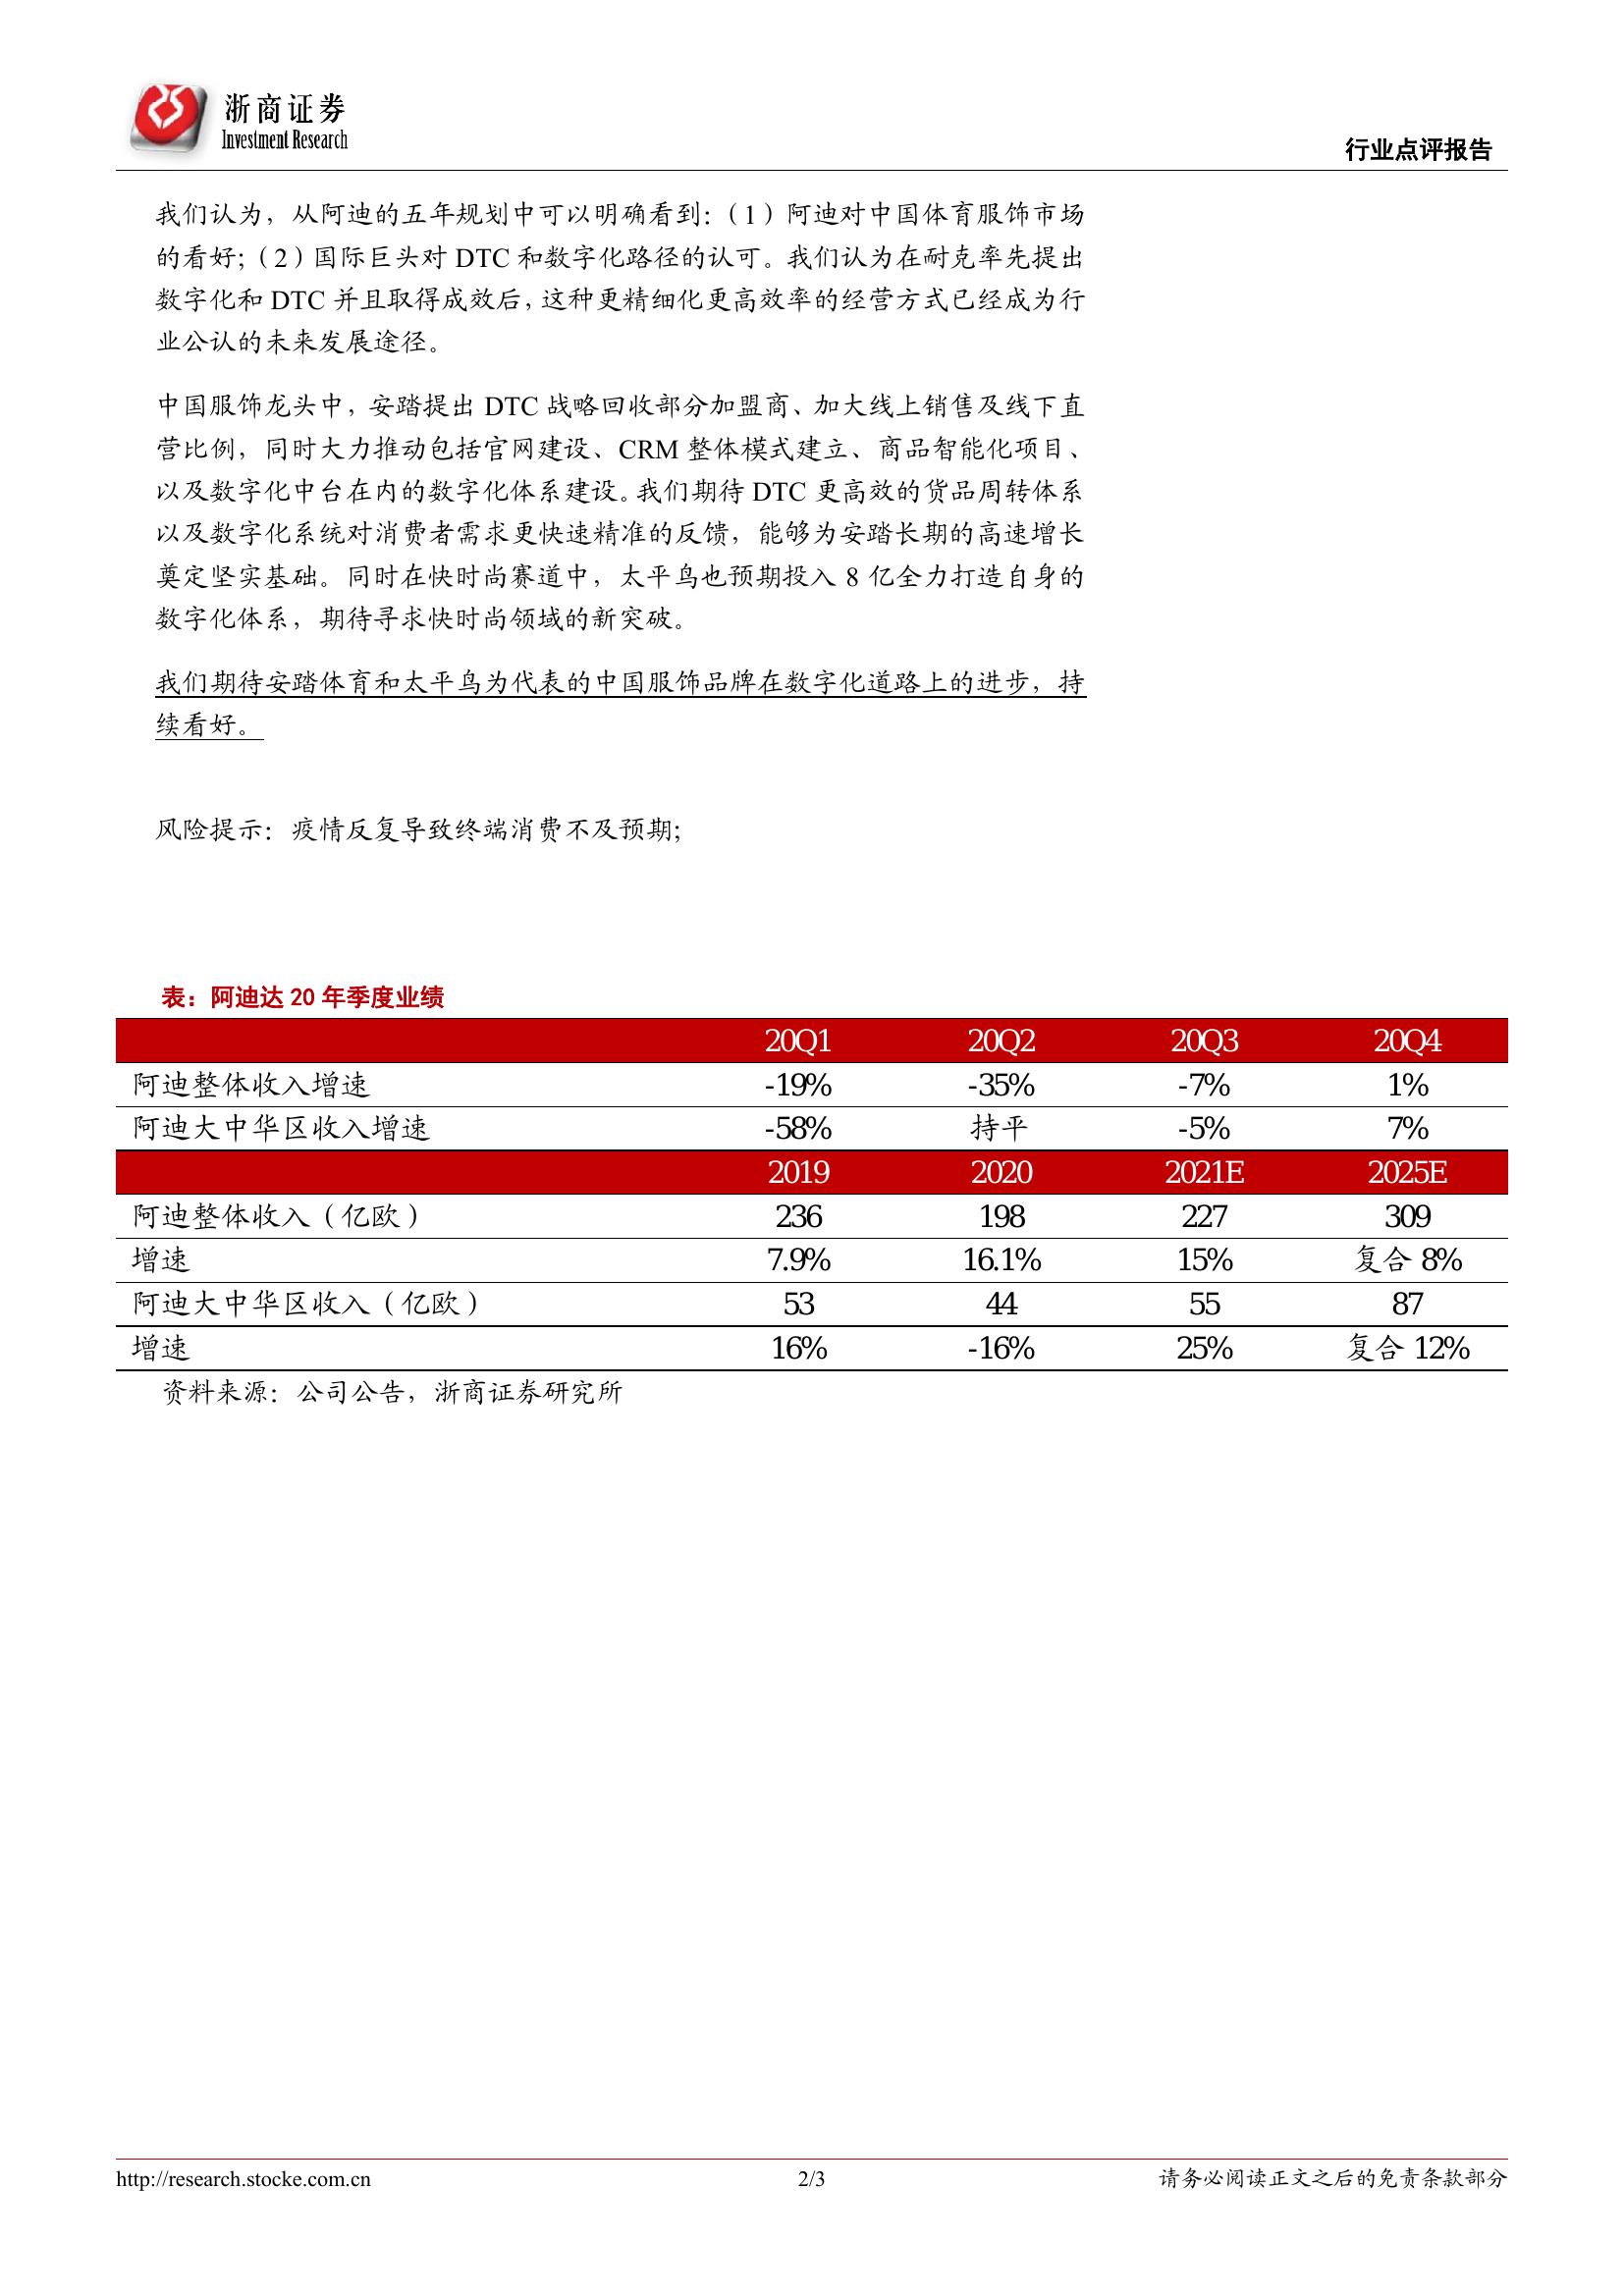 浙商证券
Investment Research
行业点评报告
我们认为，从阿迪的五年规划中可以明确看到：（1）阿迪对中国体育服饰市场
的看好；（2）国际巨头对 DTC 和数字化路径的认可。我们认为在耐克率先提出
数字化和 DTC 并且取得成效后，这种更精细化更高效率的经营方式已经成为行
业公认的未来发展途径。
中国服饰龙头中，安踏提出 DTC 战略回收部分加盟商、加大线上销售及线下直
营比例，同时大力推动包括官网建设、CRM 整体模式建立、商品智能化项目、
以及数字化中台在内的数字化体系建设。我们期待 DTC 更高效的货品周转体系
以及数字化系统对消费者需求更快速精准的反馈，能够为安踏长期的高速增长
奠定坚实基础。同时在快时尚赛道中，太平鸟也预期投入 8 亿全力打造自身的
数字化体系，期待寻求快时尚领域的新突破。
我们期待安踏体育和太平鸟为代表的中国服饰品牌在数字化道路上的进步，持
续看好。
风险提示：疫情反复导致终端消费不及预期；
表：阿迪达 20 年季度业绩
20Q1 20Q2 20Q3 20Q4
阿迪整体收入增速 -19% -35% -7% 1%
阿迪大中华区收入增速 -58% 持平 -5% 7%
2019 2020 2021E 2025E
阿迪整体收入（亿欧） 236 198 227 309
增速 7.9% 16.1% 15% 复合 8%
阿迪大中华区收入（亿欧） 53 44 55 87
增速 16% -16% 25% 复合 12%
资料来源：公司公告，浙商证券研究所
http://research.stocke.com.cn 2/3 请务必阅读正文之后的免责条款部分